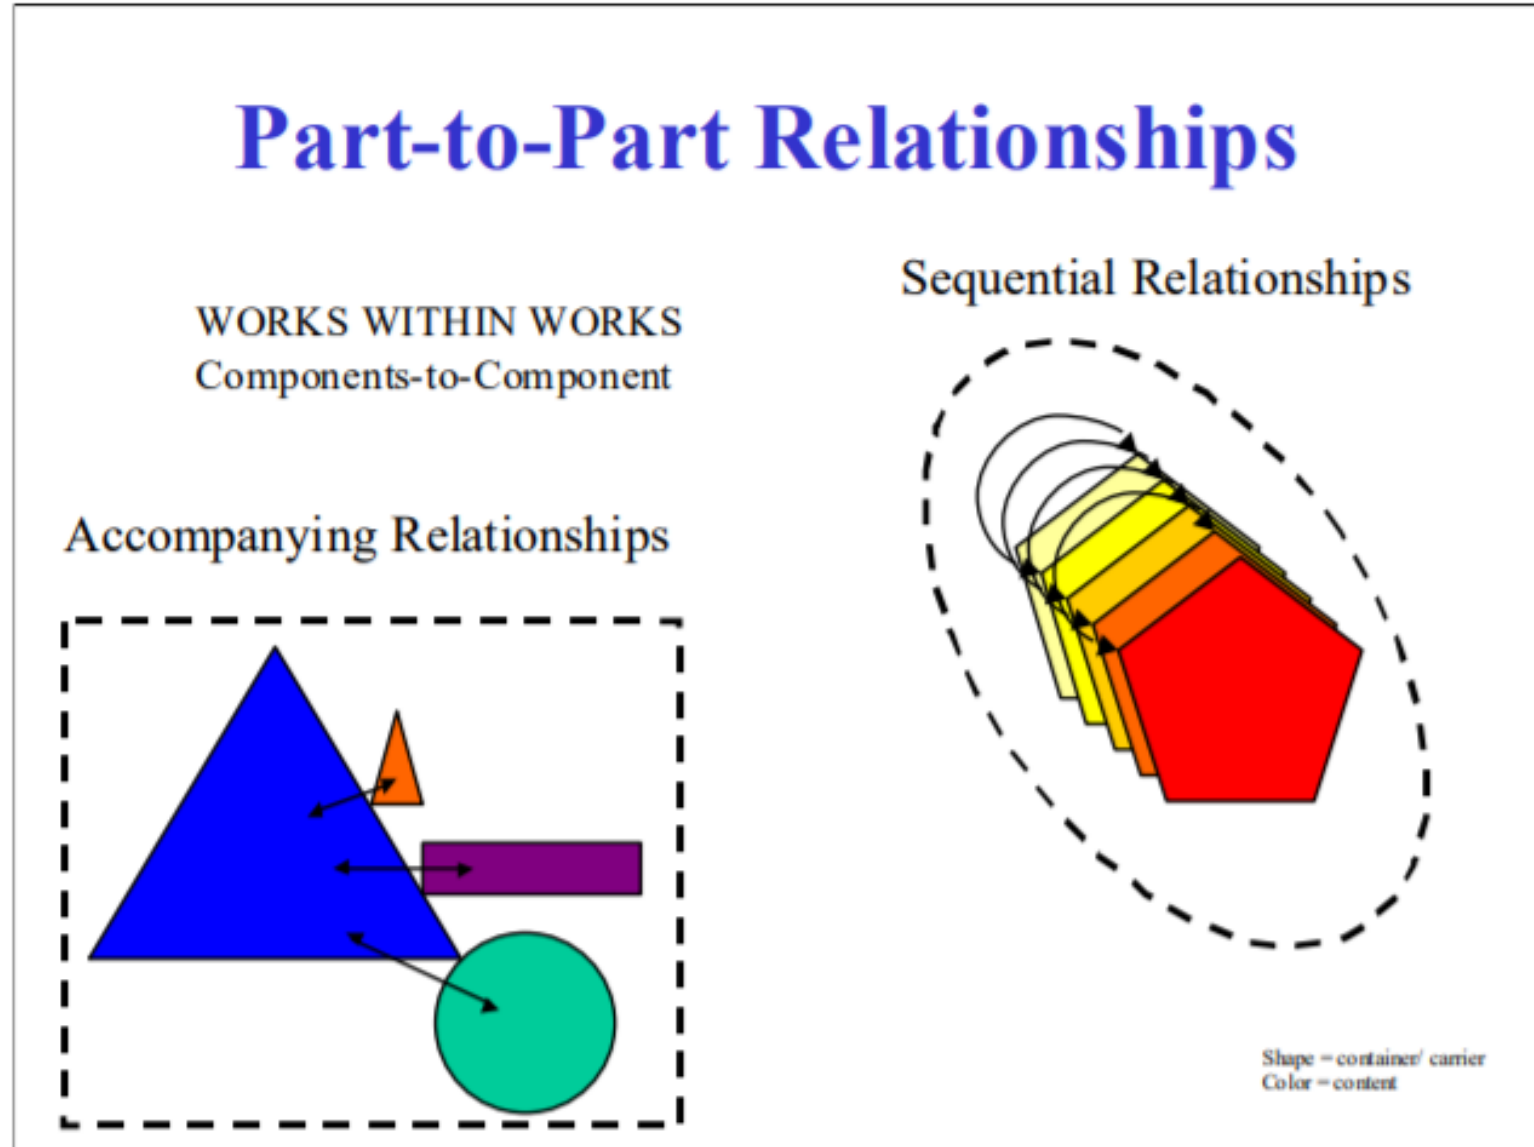 Part-to-Part Relationships
WORKS WITHIN WORKS
Components-to-Component
Sequential Relationships
Accompanying Relationships
Shape = container/ carrier
Color = content